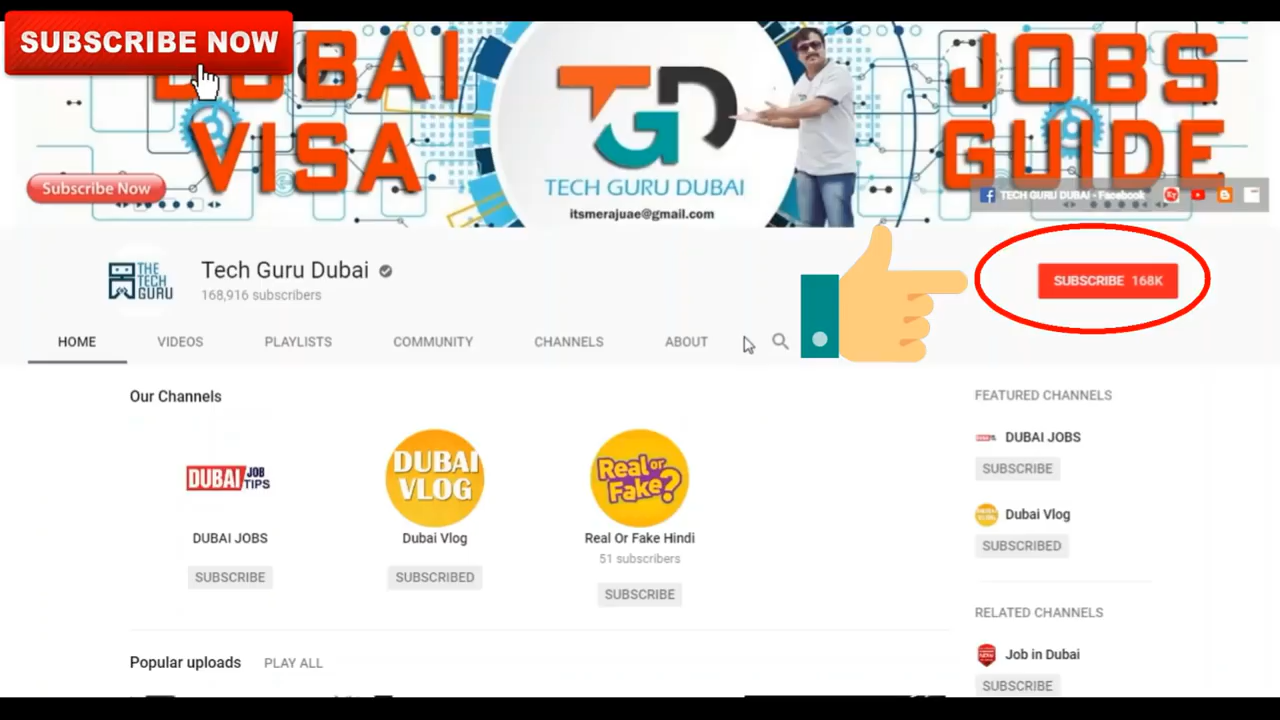 SUBSCRIBE NOW
DUBAI
VISA
Subscribe Now
TGD
TECH GURU DUBAI
itsmerajuae@gmail.com
JOBS
GUIDE
TECH GURU DUBAI - Facebook
THE
TECH
GURU
Tech Guru Dubai
168,916 subscribers
SUBSCRIBE 168K
HOME VIDEOS PLAYLISTS COMMUNITY CHANNELS ABOUT
Our Channels
DUBAI JOB
TIPS
DUBAI
VLOG
Real or
Fake?
DUBAI JOBS
Dubai Vlog
Real Or Fake Hindi
51 subscribers
SUBSCRIBE
SUBSCRIBED
SUBSCRIBE
Popular uploads PLAY ALL
FEATURED CHANNELS
DUBAI JOBS
SUBSCRIBE
Dubai Vlog
SUBSCRIBED
RELATED CHANNELS
Job in Dubai
SUBSCRIBE